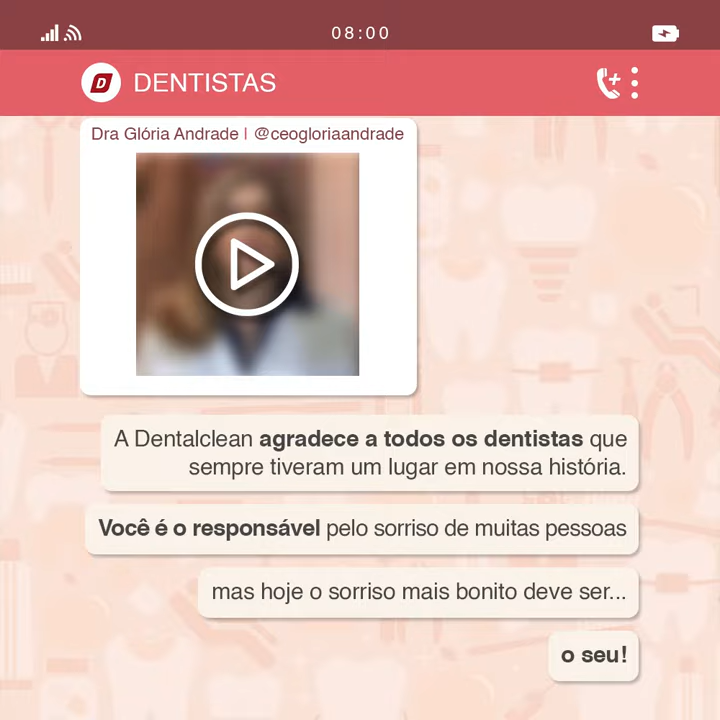 08:00
D DENTISTAS
Dra Glória Andrade | @ceogloriaandrade
A Dentalclean agradece a todos os dentistas que
sempre tiveram um lugar em nossa história.
Você é o responsável pelo sorriso de muitas pessoas
mas hoje o sorriso mais bonito deve ser...
o seu!